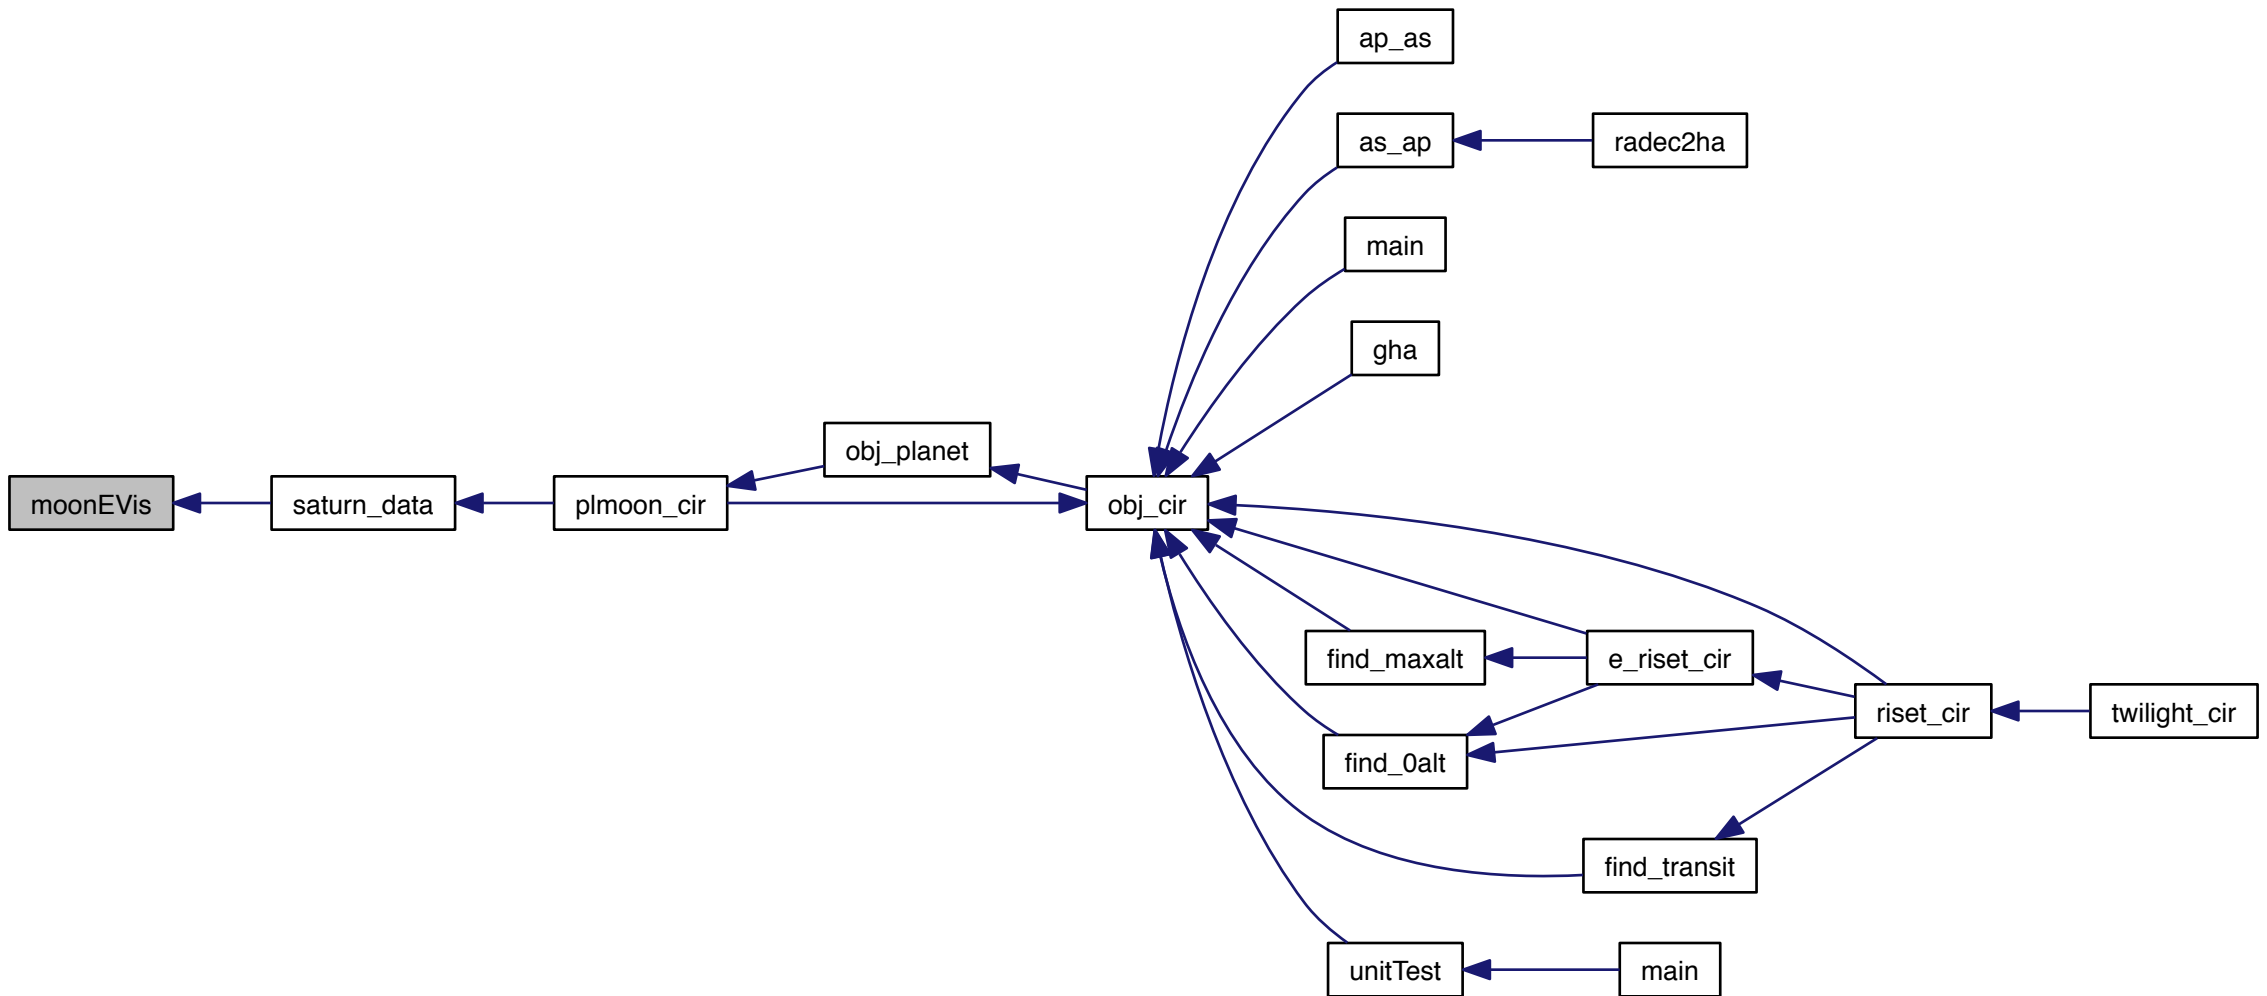 ap_as
as_ap
radec2ha
main
gha
obj_planet
moonEVis
saturn_data
plmoon_cir
obj_cir
find_maxalt
e_riset_cir
riset_cir
twilight_cir
find_0alt
find_transit
unitTest
main